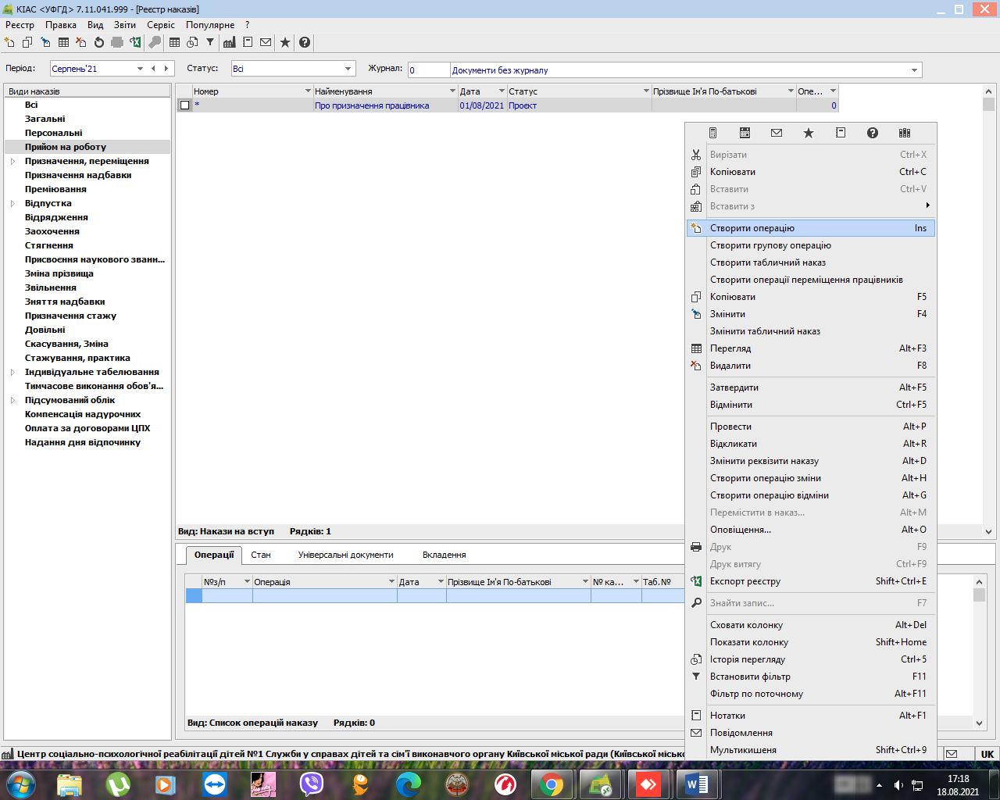 КІАС <УФГД> 7.11.041.999 - [Реєстр наказів]
Реєстр Правка Вид Звіти Сервіс Популярне ?
Період: Серпень'21 Статус: Всі Журнал: 0 Документи без журналу
Види наказів
Всі
Загальні
Персональні
Прийом на роботу
Призначення, переміщення
Призначення надбавки
Преміювання
Відпустка
Відрядження
Заохочення
Стягнення
Присвоєння наукового званн...
Зміна прізвища
Звільнення
Зняття надбавки
Призначення стажу
Довільні
Скасування, Зміна
Стажування, практика
Індивідуальне табелювання
Тимчасове виконання обов'я...
Підсумований облік
Компенсація надурочних
Оплата за договорами ЦПХ
Надання дня відпочинку
Номер Найменування Дата Статус Прізвище Ім'я По-батькові Опе...
* Про призначення працівника 01/08/2021 Проєкт 0
Вид: Накази на вступ Рядків: 1
Операції Стан Універсальні документи Вкладення
№з/п Операція Дата Прізвище Ім'я По-батькові № ка... Таб.№
Вид: Список операцій наказу Рядків: 0
Вирізати Ctrl+X
Копіювати Ctrl+C
Вставити Ctrl+V
Вставити з
Створити операцію Ins
Створити групову операцію
Створити табличний наказ
Створити операції переміщення працівників
Копіювати F5
Змінити F4
Змінити табличний наказ
Перегляд Alt+F3
Видалити F8
Затвердити Alt+F5
Відмінити Ctrl+F5
Провести Alt+P
Відкликати Alt+R
Змінити реквізити наказу Alt+D
Створити операцію зміни Alt+H
Створити операцію відміни Alt+G
Перемістити в наказ... Alt+M
Оповіщення... Alt+O
Друк F9
Друк витягу Ctrl+F9
Експорт реєстру Shift+Ctrl+E
Знайти запис... F7
Сховати колонку Alt+Del
Показати колонку Shift+Home
Історія перегляду Ctrl+5
Встановити фільтр F11
Фільтр по поточному Alt+F11
Нотатки Alt+F1
Повідомлення
Мультикишеня Shift+Ctrl+9
Центр соціально-психологічної реабілітації дітей №1 Служби у справах дітей та сім'ї виконавчого органу Київської міської ради (Київської місько UK
17:18
18.08.2021